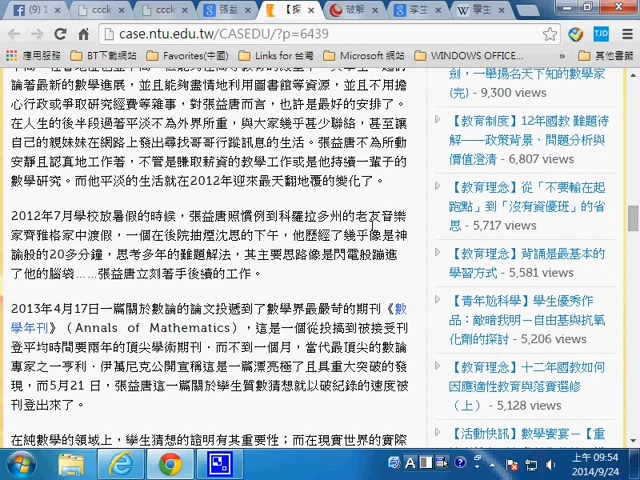 (9) 1
ccck
ccck
張益
【探
破解
孿生
孿生
case.ntu.edu.tw/CASEDU/?p=6439
應用程式
BT下載網站
Favorites(中國)
Links for 台灣
Microsoft 網站
WINDOWS OFFICE...
其他書籤
論著最新的數學進展，並且能夠盡情地利用圖書館等資源，並且不用擔
心行政或爭取研究經費等雜事，對張益唐而言，也許是最好的安排了。
在人生的後半段過著平淡不為外界所重，與大家幾乎甚少聯絡，甚至讓
自己的親妹妹在網路上發出尋找哥哥行蹤訊息的生活。張益唐不為所動
安靜且認真地工作著，不管是賺取薪資的教學工作或是他持續一輩子的
數學研究。而他平淡的生活就在2012年迎來最天翻地覆的變化了。
2012年7月學校放暑假的時候，張益唐照慣例到科羅拉多州的老友音樂
家齊雅格家中渡假，一個在後院抽煙沈思的下午，他歷經了幾乎像是神
諭般的20多分鐘，思考多年的難題解法，其主要思路像是閃電般蹦進
了他的腦袋……張益唐立刻著手後續的工作。
2013年4月17日一篇關於數論的論文投遞到了數學界最嚴苛的期刊《數
學年刊》（Annals of Mathematics），這是一個從投搞到被接受刊
登平均時間要兩年的頂尖學術期刊．而不到一個月，當代最頂尖的數論
專家之一亨利．伊萬尼克公開宣稱這是一篇漂亮極了且具重大突破的發
現，而5月21 日，張益唐這一篇關於孿生質數猜想就以破紀錄的速度被
刊登出來了。
在純數學的領域上，孿生猜想的證明有其重要性；而在現實世界的實際
劍，一舉揚名天下知的數學家
(完) - 9,300 views
【教育制度】12年國教 難題待
解──政策背景、問題分析與
價值澄清 - 6,807 views
【教育理念】從「不要輸在起
跑點」到「沒有資優班」的省
思 - 5,717 views
【教育理念】背誦是最基本的
學習方式 - 5,581 views
【青年尬科學】學生優秀作
品：敵暗我明－自由基與抗氧
化劑的探討 - 5,206 views
【教育理念】十二年國教如何
因應適性教育與落實選修
（上） - 5,128 views
【活動快訊】數學饗宴－【重
上午 09:54
2014/9/24